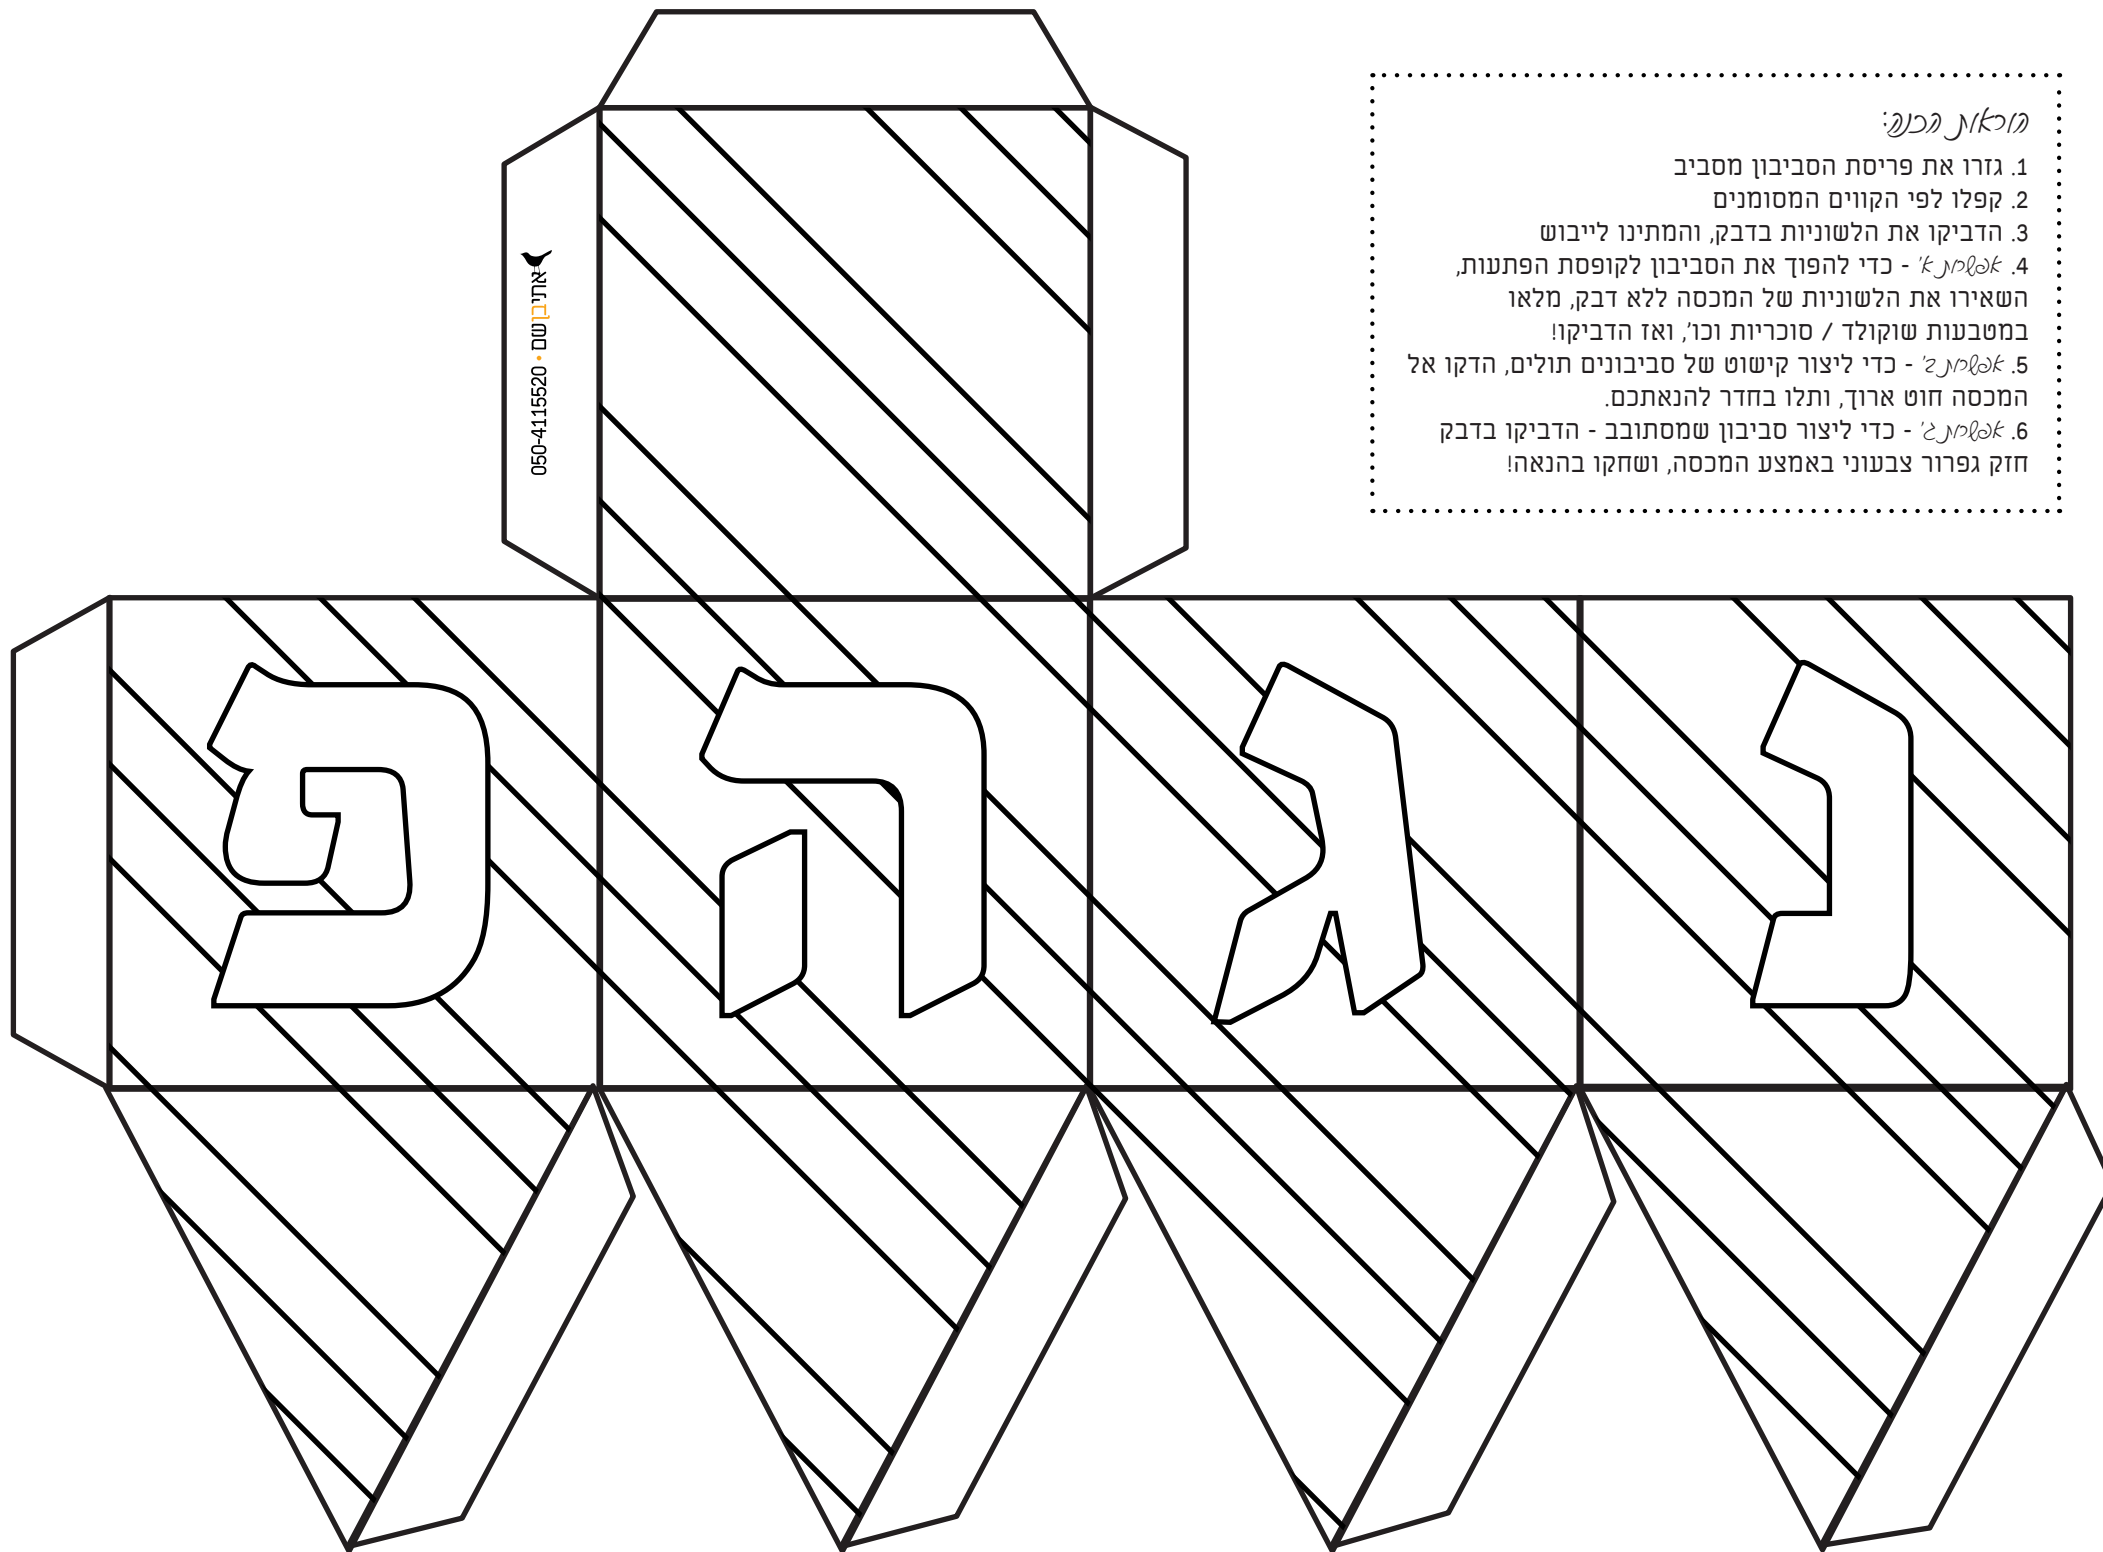 הוראות הכנה:
1. גזרו את פריסת הסביבון מסביב
2. קפלו לפי הקווים המסומנים
3. הדביקו את הלשוניות בדבק, והמתינו לייבוש
4. אפשרות א' - כדי להפוך את הסביבון לקופסת הפתעות,
השאירו את הלשוניות של המכסה ללא דבק, מלאו
במטבעות שוקולד / סוכריות וכו', ואז הדביקו!
5. אפשרות ב' - כדי ליצור קישוט של סביבונים תולים, הדקו אל
המכסה חוט ארוך, ותלו בחדר להנאתכם.
6. אפשרות ג' - כדי ליצור סביבון שמסתובב - הדביקו בדבק
חזק גפרור צבעוני באמצע המכסה, ושחקו בהנאה!
אתיבןשם • 050-4115520
נ ג ה פ